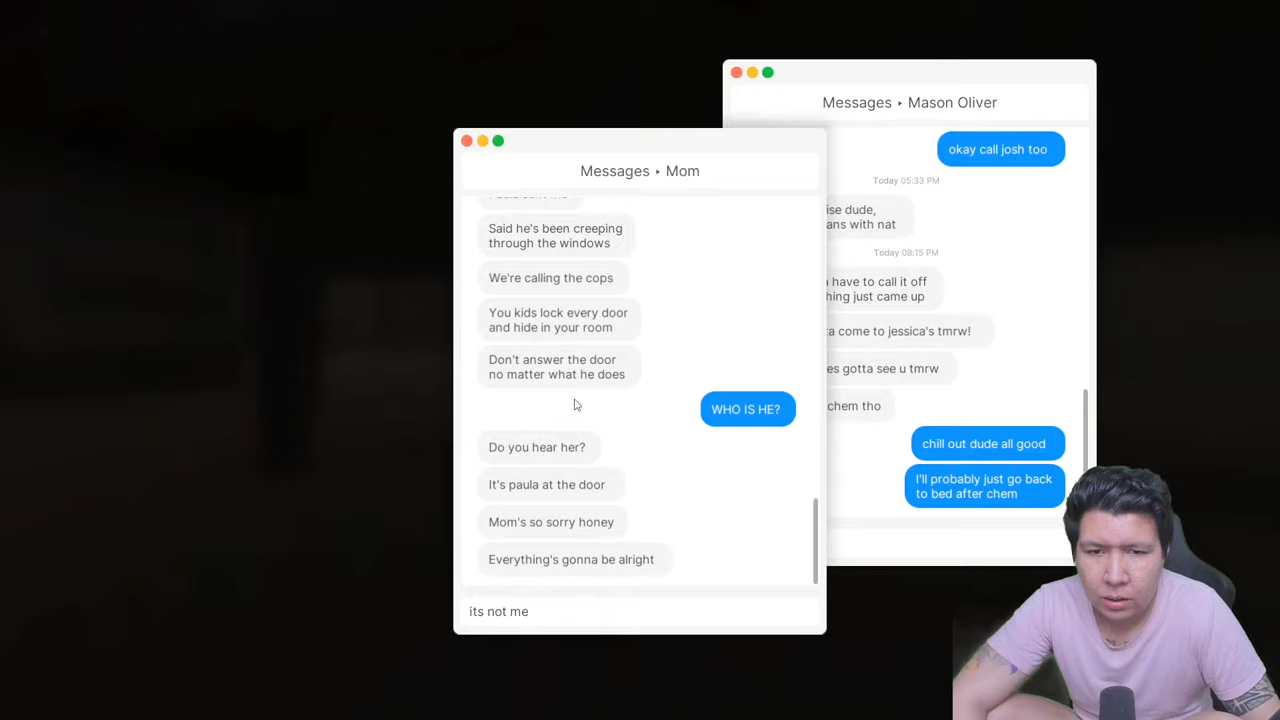 Messages ‣ Mason Oliver
okay call josh too
Today 05:33 PM
ise dude,
ans with nat
Today 08:15 PM
have to call it off
hing just came up
a come to jessica's tmrw!
es gotta see u tmrw
chem tho
chill out dude all good
I'll probably just go back
to bed after chem
Messages ‣ Mom
Said he's been creeping
through the windows
We're calling the cops
You kids lock every door
and hide in your room
Don't answer the door
no matter what he does
WHO IS HE?
Do you hear her?
It's paula at the door
Mom's so sorry honey
Everything's gonna be alright
its not me